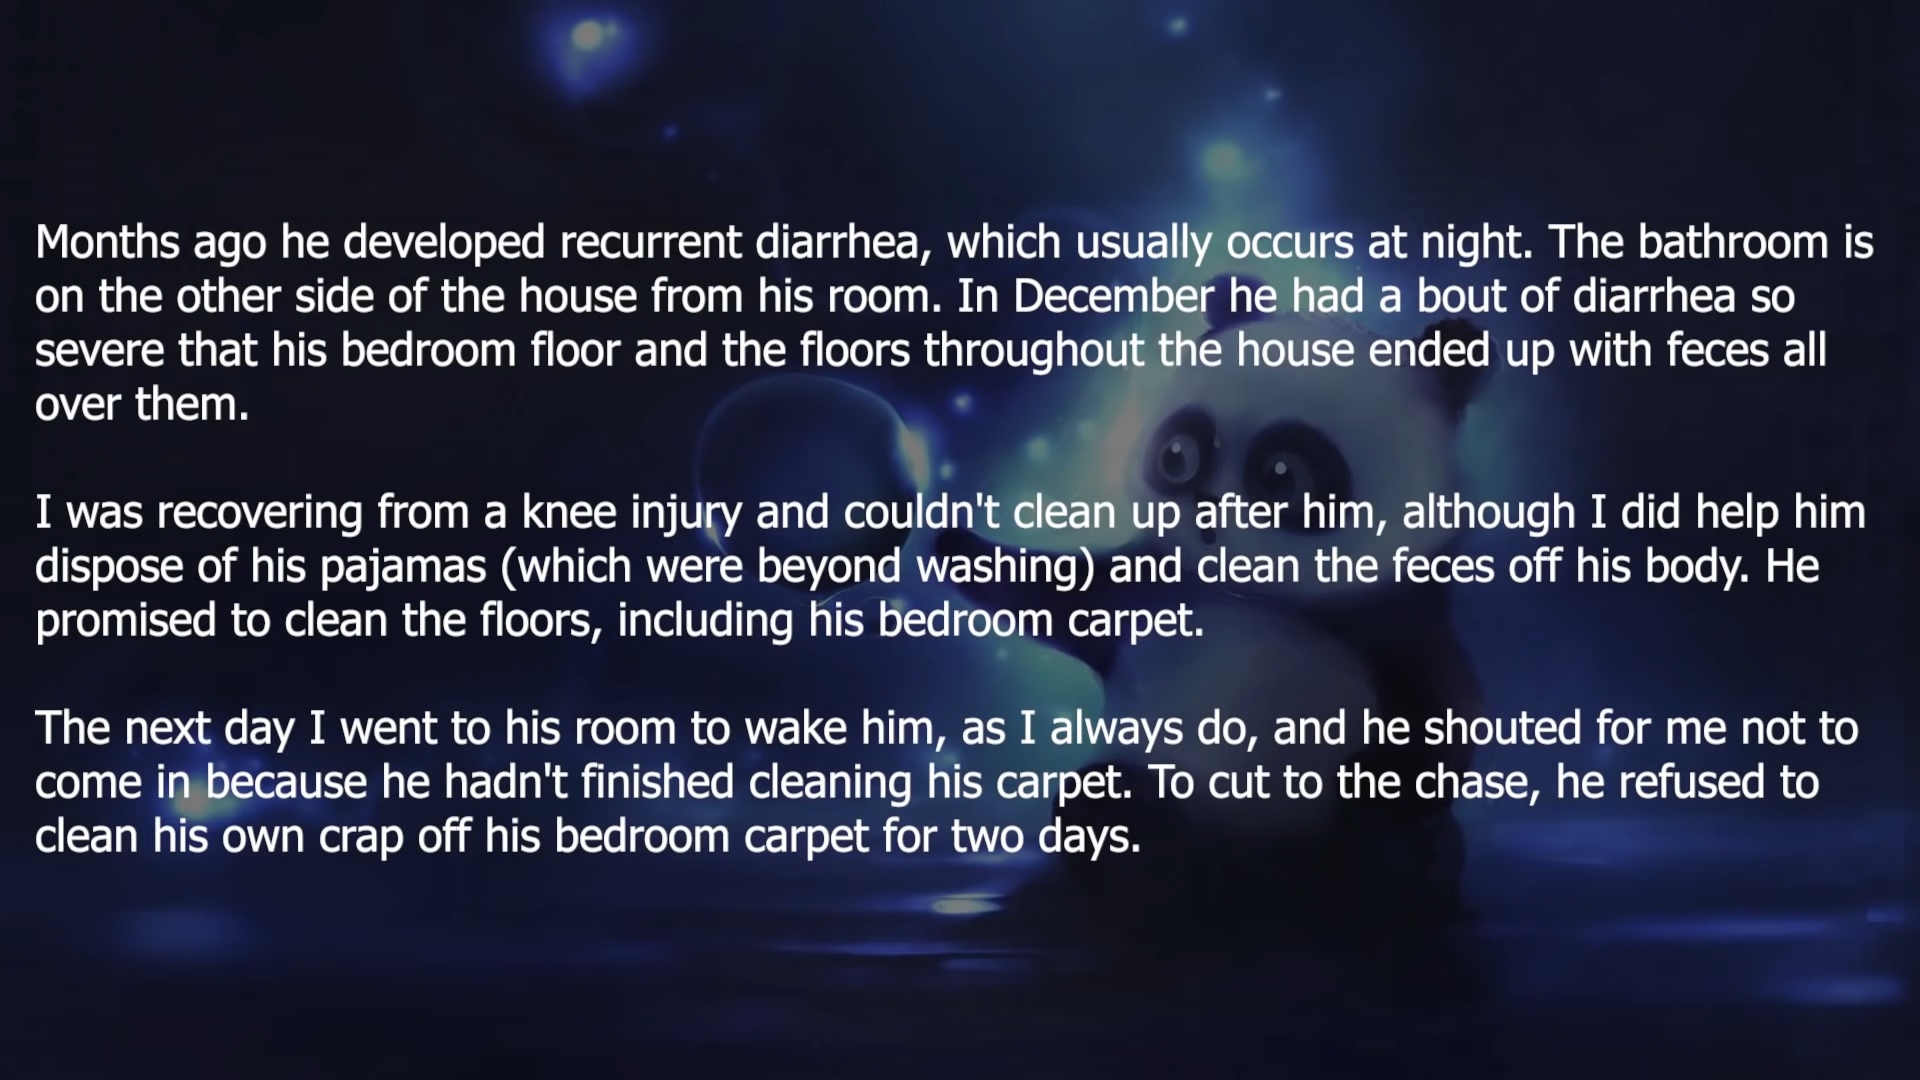 Months ago he developed recurrent diarrhea, which usually occurs at night. The bathroom is
on the other side of the house from his room. In December he had a bout of diarrhea so
severe that his bedroom floor and the floors throughout the house ended up with feces all
over them.
I was recovering from a knee injury and couldn't clean up after him, although I did help him
dispose of his pajamas (which were beyond washing) and clean the feces off his body. He
promised to clean the floors, including his bedroom carpet.
The next day I went to his room to wake him, as I always do, and he shouted for me not to
come in because he hadn't finished cleaning his carpet. To cut to the chase, he refused to
clean his own crap off his bedroom carpet for two days.